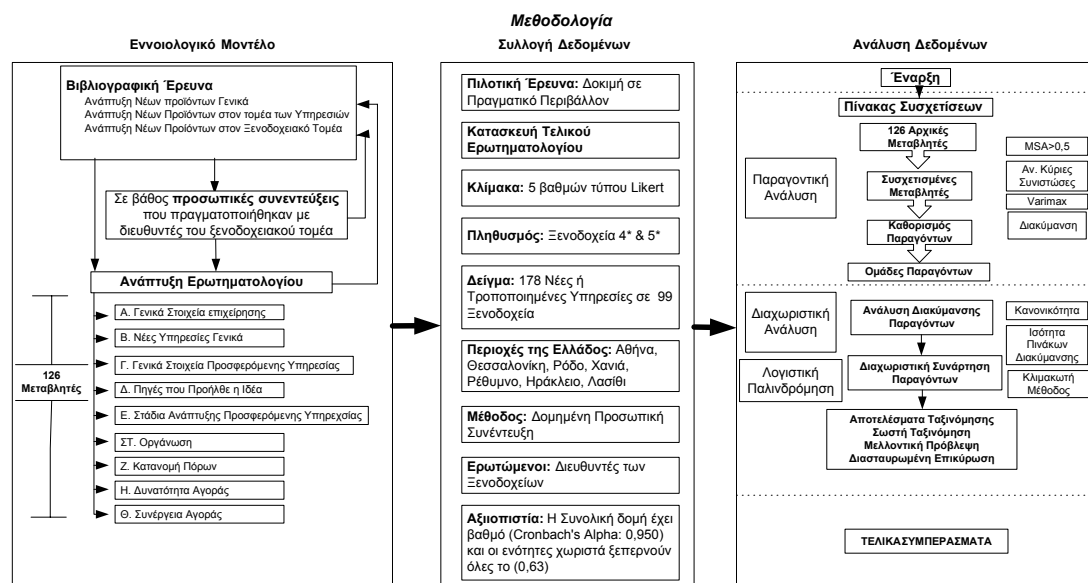 Μεθοδολογία
Εννοιολογικό Μοντέλο
Βιβλιογραφική Έρευνα
Ανάπτυξη Νέων προϊόντων Γενικά
Ανάπτυξη Νέων Προϊόντων στον τομέα των Υπηρεσιών
Ανάπτυξη Νέων Προϊόντων στον Ξενοδοχειακό Τομέα
Σε βάθος προσωπικές συνεντεύξεις
που πραγματοποιήθηκαν με
διευθυντές του ξενοδοχειακού τομέα
Ανάπτυξη Ερωτηματολογίου
126
Μεταβλητές
Α. Γενικά Στοιχεία επιχείρησης
Β. Νέες Υπηρεσίες Γενικά
Γ. Γενικά Στοιχεία Προσφερόμενης Υπηρεσίας
Δ. Πηγές που Προήλθε η Ιδέα
Ε. Στάδια Ανάπτυξης Προσφερόμενης Υπηρεχσίας
ΣΤ. Οργάνωση
Ζ. Κατανομή Πόρων
Η. Δυνατότητα Αγοράς
Θ. Συνέργεια Αγοράς
Συλλογή Δεδομένων
Πιλοτική Έρευνα: Δοκιμή σε
Πραγματικό Περιβάλλον
Κατασκευή Τελικού
Ερωτηματολογίου
Κλίμακα: 5 βαθμών τύπου Likert
Πληθυσμός: Ξενοδοχεία 4* & 5*
Δείγμα: 178 Νέες ή
Τροποποιημένες Υπηρεσίες σε 99
Ξενοδοχεία
Περιοχές της Ελλάδος: Αθήνα,
Θεσσαλονίκη, Ρόδο, Χανιά,
Ρέθυμνο, Ηράκλειο, Λασίθι
Μέθοδος: Δομημένη Προσωπική
Συνέντευξη
Ερωτώμενοι: Διευθυντές των
Ξενοδοχείων
Αξιιοπιστία: Η Συνολική δομή έχει
βαθμό (Cronbach's Alpha: 0,950)
και οι ενότητες χωριστά ξεπερνούν
όλες το (0,63)
Ανάλυση Δεδομένων
Έναρξη
Πίνακας Συσχετίσεων
126 Αρχικές
Μεταβλητές
Συσχετισμένες
Μεταβλητές
Καθορισμός
Παραγόντων
Ομάδες Παραγόντων
Παραγοντική
Ανάλυση
MSA>0,5
Αν. Κύριες
Συνιστώσες
Varimax
Διακύμανση
Διαχωριστική
Ανάλυση
Λογιστική
Παλινδρόμηση
Ανάλυση Διακύμανσης
Παραγόντων
Διαχωριστική Συνάρτηση
Παραγόντων
Αποτελέσματα Ταξινόμησης
Σωστή Ταξινόμηση
Μελλοντική Πρόβλεψη
Διασταυρωμένη Επικύρωση
Κανονικότητα
Ισότητα
Πινάκων
Διακύμανσης
Κλιμακωτή
Μέθοδος
ΤΕΛΙΚΑΣΥΜΠΕΡΑΣΜΑΤΑ